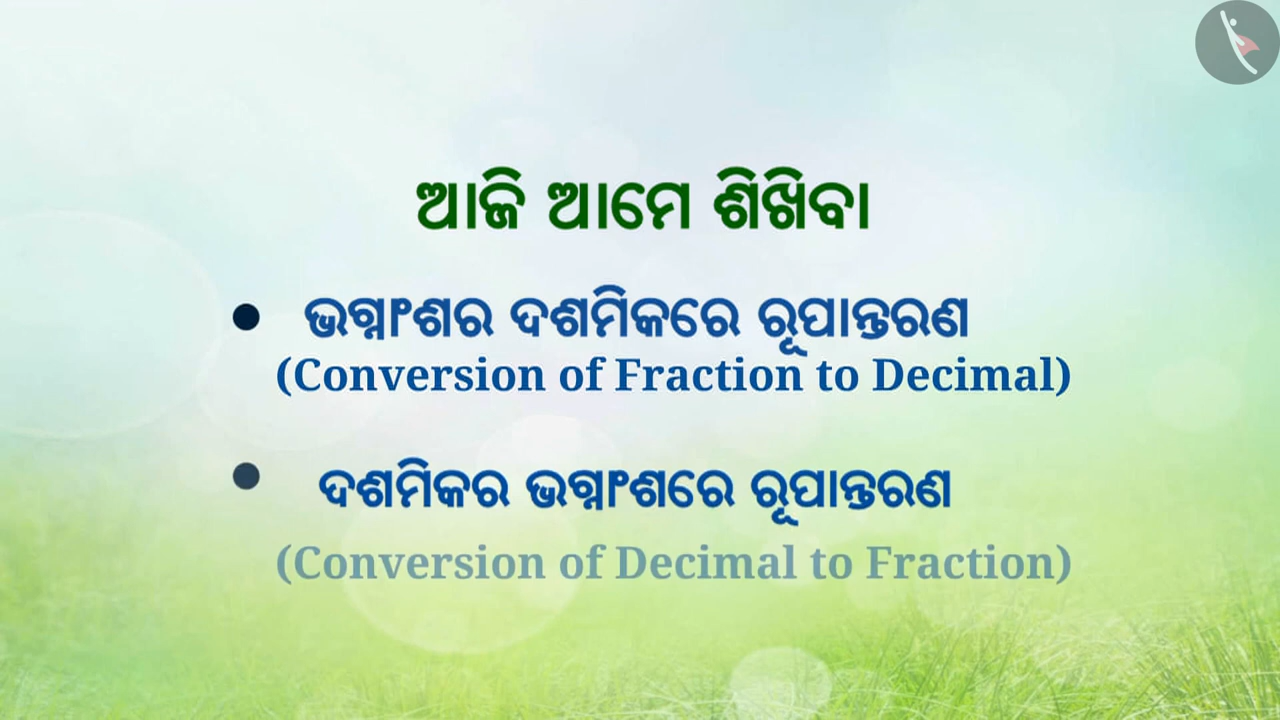 ଆଜି ଆମେ ଶିଖିବା
• ଭଗ୍ନାଂଶର ଦଶମିକରେ ରୂପାନ୍ତରଣ
(Conversion of Fraction to Decimal)
• ଦଶମିକର ଭଗ୍ନାଂଶରେ ରୂପାନ୍ତରଣ
(Conversion of Decimal to Fraction)